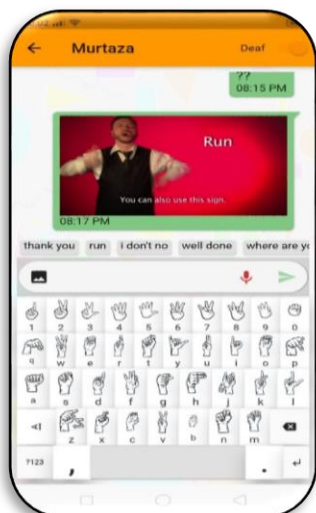 Murtaza Deaf
??
08:15 PM
Run
You can also use this sign.
08:17 PM
thank you run i don't no well done where are yo
1 2 3 4 5 6 7 8 9 0
q w e r t y u i o p
a s d f g h j k l
z x c v b n m
?123 , .